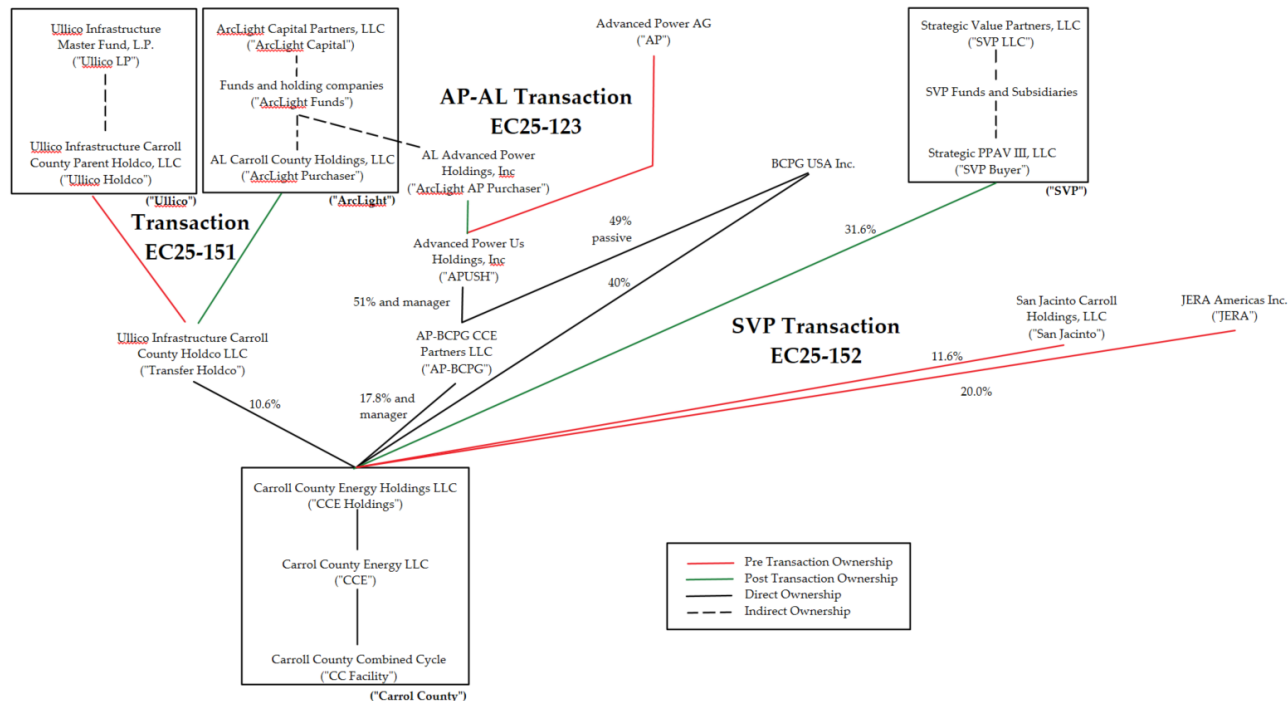 Ullico Infrastructure
Master Fund, L.P.
("Ullico LP")
Ullico Infrastructure Carroll
County Parent Holdco, LLC
("Ullico Holdco")
("Ullico")
ArcLight Capital Partners, LLC
("ArcLight Capital")
Funds and holding companies
("ArcLight Funds")
AL Carroll County Holdings, LLC
("ArcLight Purchaser")
("ArcLight")
Advanced Power AG
("AP")
AP-AL Transaction
EC25-123
AL Advanced Power
Holdings, Inc
("ArcLight AP Purchaser")
BCPG USA Inc.
Strategic Value Partners, LLC
("SVP LLC")
SVP Funds and Subsidiaries
Strategic PPAV III, LLC
("SVP Buyer")
("SVP")
Transaction
EC25-151
49%
passive
31.6%
Advanced Power Us
Holdings, Inc
("APUSH")
40%
51% and manager
Ullico Infrastructure Carroll
County Holdco LLC
("Transfer Holdco")
AP-BCPG CCE
Partners LLC
("AP-BCPG")
SVP Transaction
EC25-152
San Jacinto Carroll
Holdings, LLC
("San Jacinto")
JERA Americas Inc.
("JERA")
11.6%
20.0%
10.6%
17.8% and
manager
Carroll County Energy Holdings LLC
("CCE Holdings")
Carrol County Energy LLC
("CCE")
Carroll County Combined Cycle
("CC Facility")
("Carrol County")
Pre Transaction Ownership
Post Transaction Ownership
Direct Ownership
Indirect Ownership